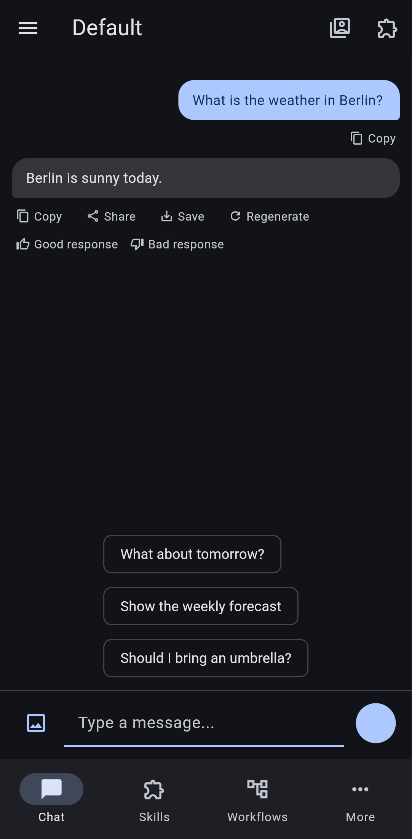 Default
What is the weather in Berlin?
Copy
Berlin is sunny today.
Copy Share Save Regenerate
Good response Bad response
What about tomorrow?
Show the weekly forecast
Should I bring an umbrella?
Type a message...
Chat Skills Workflows More